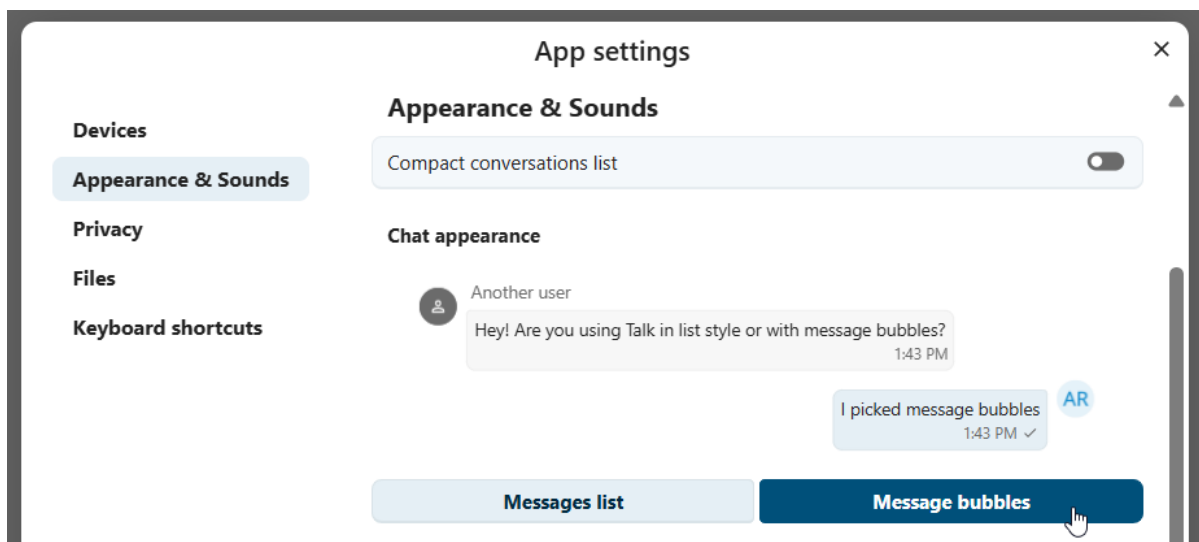 App settings
Devices
Appearance & Sounds
Privacy
Files
Keyboard shortcuts
Appearance & Sounds
Compact conversations list
Chat appearance
Another user
Hey! Are you using Talk in list style or with message bubbles?
1:43 PM
AR
I picked message bubbles
1:43 PM
Messages list
Message bubbles